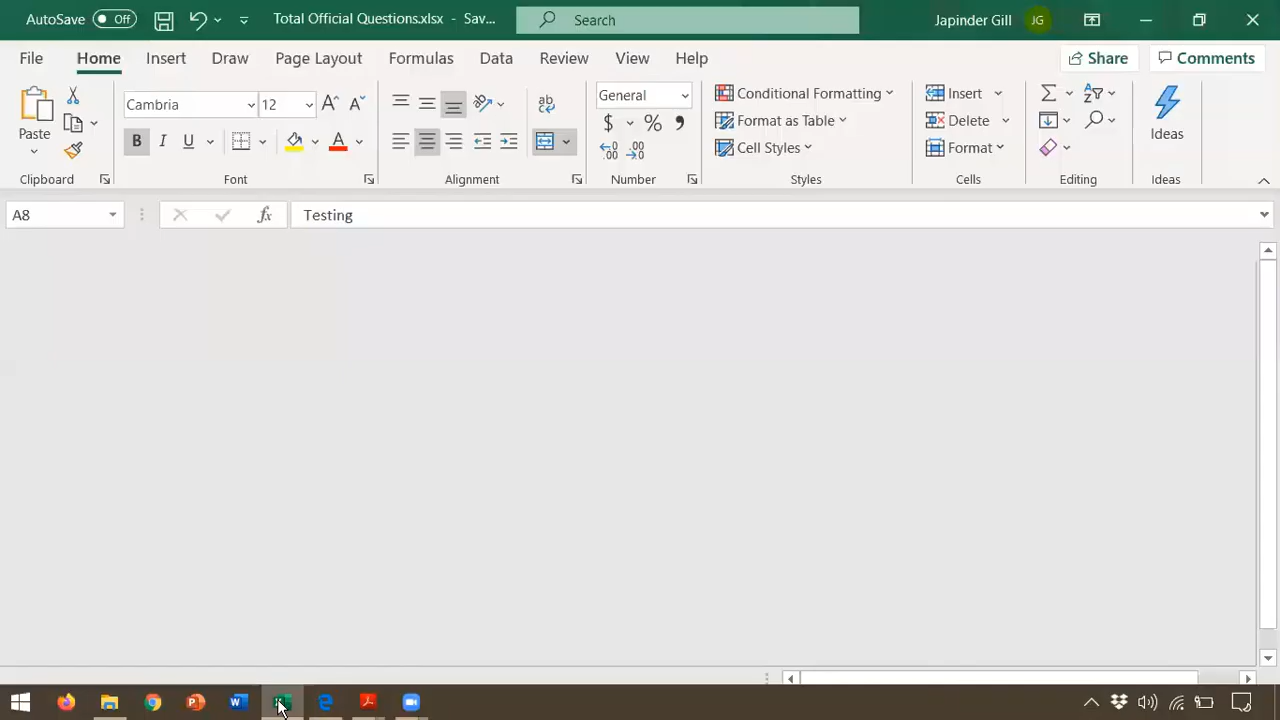 AutoSave Off Total Official Questions.xlsx - Sav... Search Japinder Gill JG
File Home Insert Draw Page Layout Formulas Data Review View Help Share Comments
Paste Cambria 12 General Conditional Formatting Insert Ideas
B I U A ab $ % Format as Table Delete
Cell Styles Format
Clipboard Font Alignment Number Styles Cells Editing Ideas
A8 fx Testing